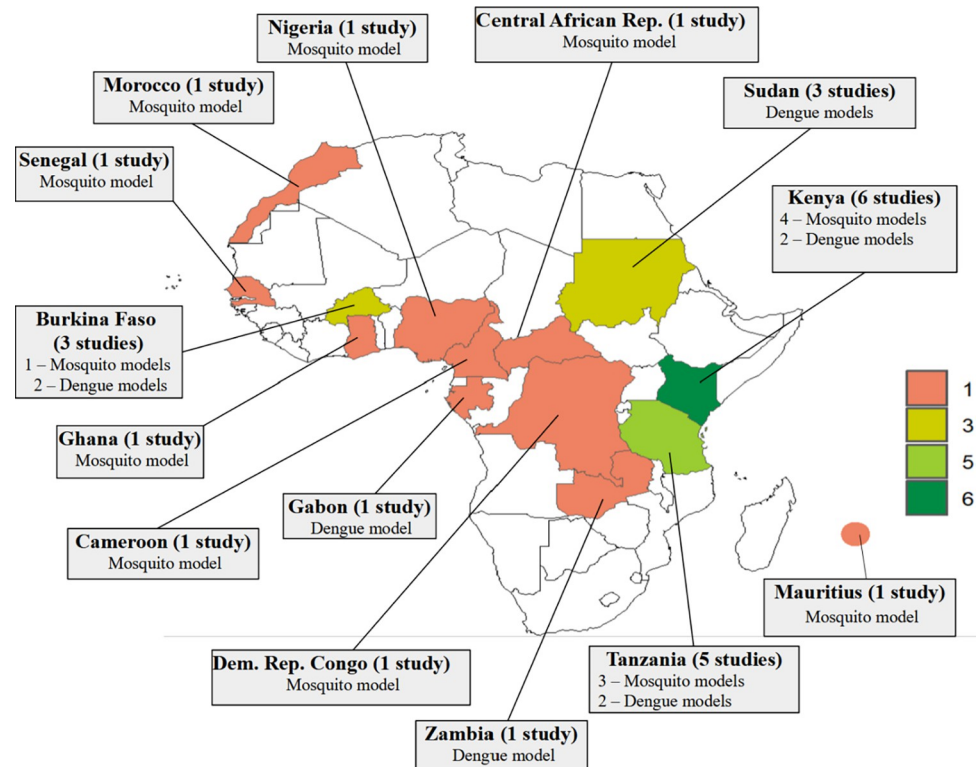 Nigeria (1 study)
Mosquito model
Central African Rep. (1 study)
Mosquito model
Morocco (1 study)
Mosquito model
Sudan (3 studies)
Dengue models
Senegal (1 study)
Mosquito model
Kenya (6 studies)
4 – Mosquito models
2 – Dengue models
Burkina Faso
(3 studies)
1 – Mosquito models
2 – Dengue models
1
3
5
6
Ghana (1 study)
Mosquito model
Gabon (1 study)
Dengue model
Cameroon (1 study)
Mosquito model
Mauritius (1 study)
Mosquito model
Dem. Rep. Congo (1 study)
Mosquito model
Tanzania (5 studies)
3 – Mosquito models
2 – Dengue models
Zambia (1 study)
Dengue model